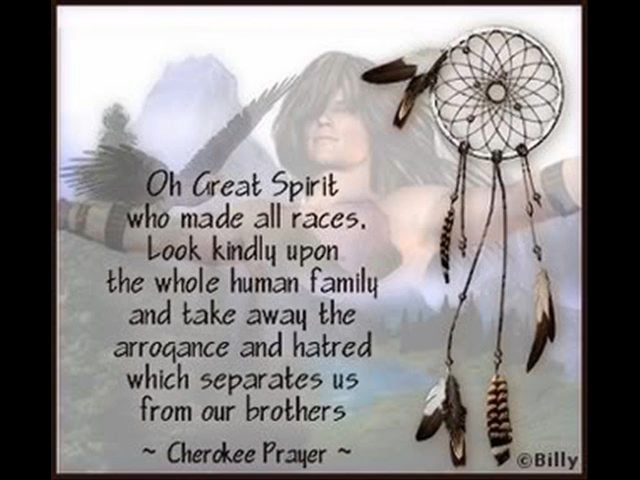 Oh Great Spirit
who made all races.
Look kindly upon
the whole human family
and take away the
arrogance and hatred
which separates us
from our brothers
~ Cherokee Prayer ~
©Billy